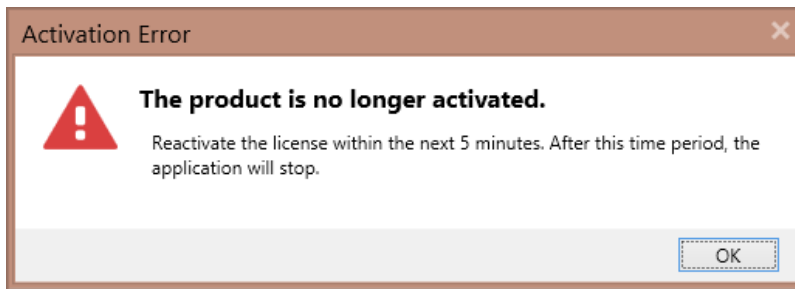 Activation Error
The product is no longer activated.
Reactivate the license within the next 5 minutes. After this time period, the
application will stop.
OK